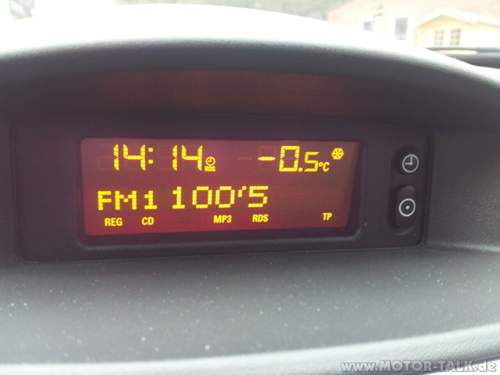 14:14 -0.5°C
FM1 100'5
REG CD MP3 RDS TP
www.MOTOR-TALK.de